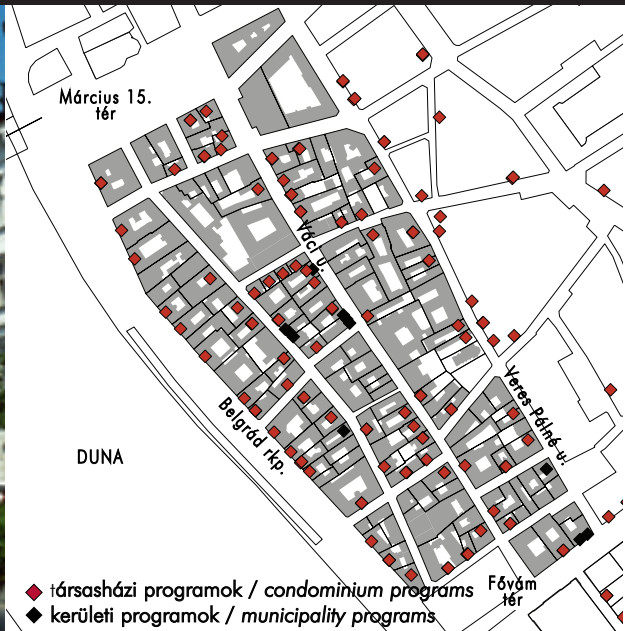 Március 15.
tér
Váci u.
Belgrád rkp.
Veres Pálné u.
DUNA
Fővám
tér
társasházi programok / condominium programs
kerületi programok / municipality programs